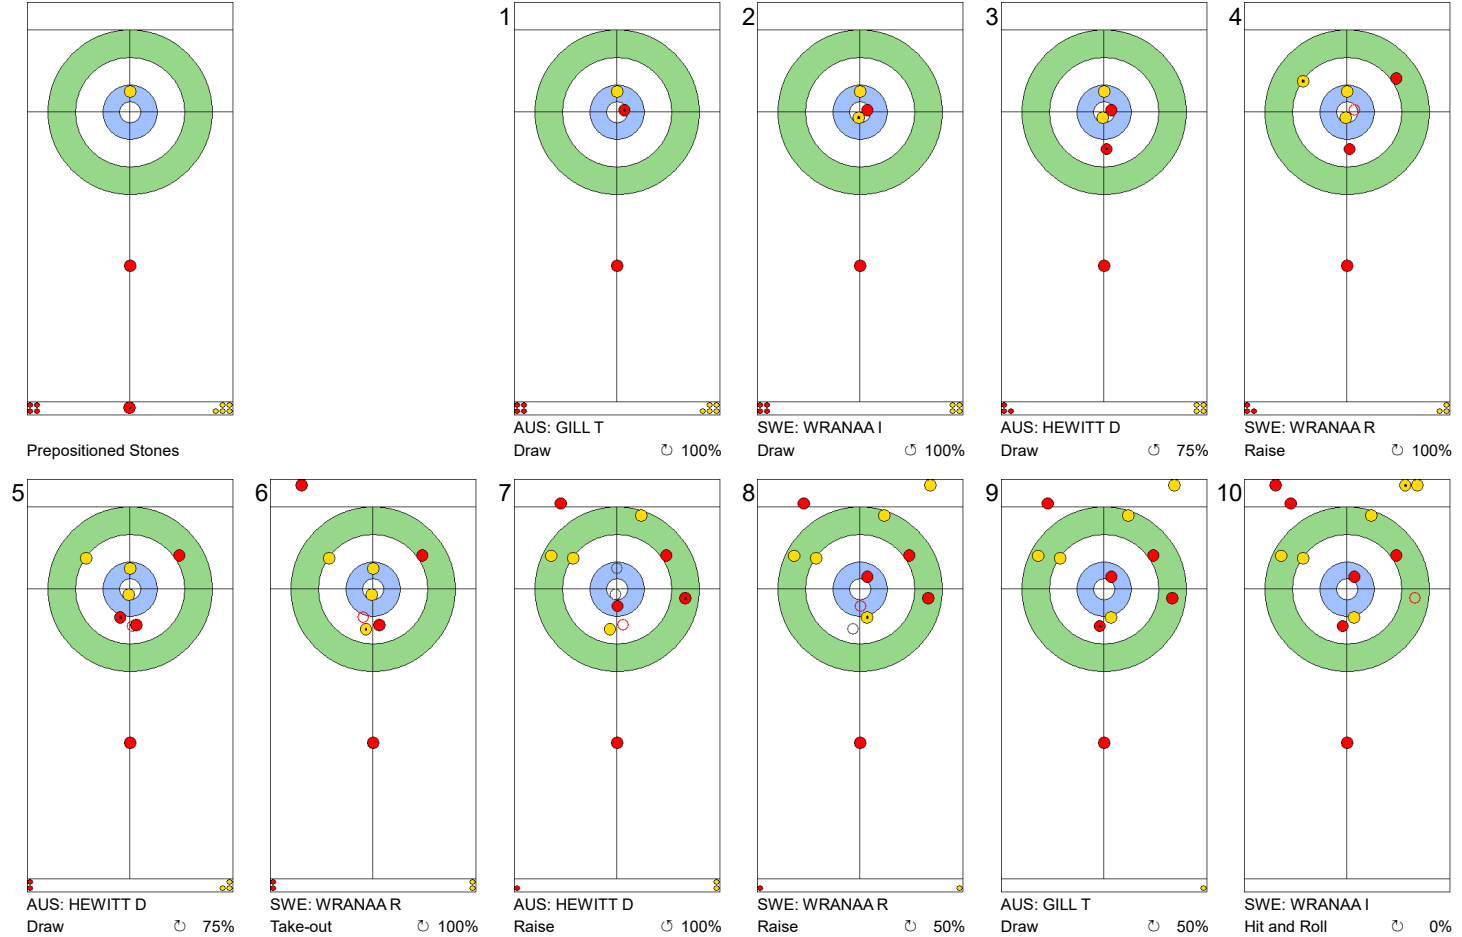 1
2
3
4
Prepositioned Stones
AUS: GILL T
Draw ↻ 100%
SWE: WRANAA I
Draw ↺ 100%
AUS: HEWITT D
Draw ↺ 75%
SWE: WRANAA R
Raise ↻ 100%
5
6
7
8
9
10
AUS: HEWITT D
Draw ↻ 75%
SWE: WRANAA R
Take-out ↻ 100%
AUS: HEWITT D
Raise ↺ 100%
SWE: WRANAA R
Raise ↻ 50%
AUS: GILL T
Draw ↻ 50%
SWE: WRANAA I
Hit and Roll ↻ 0%